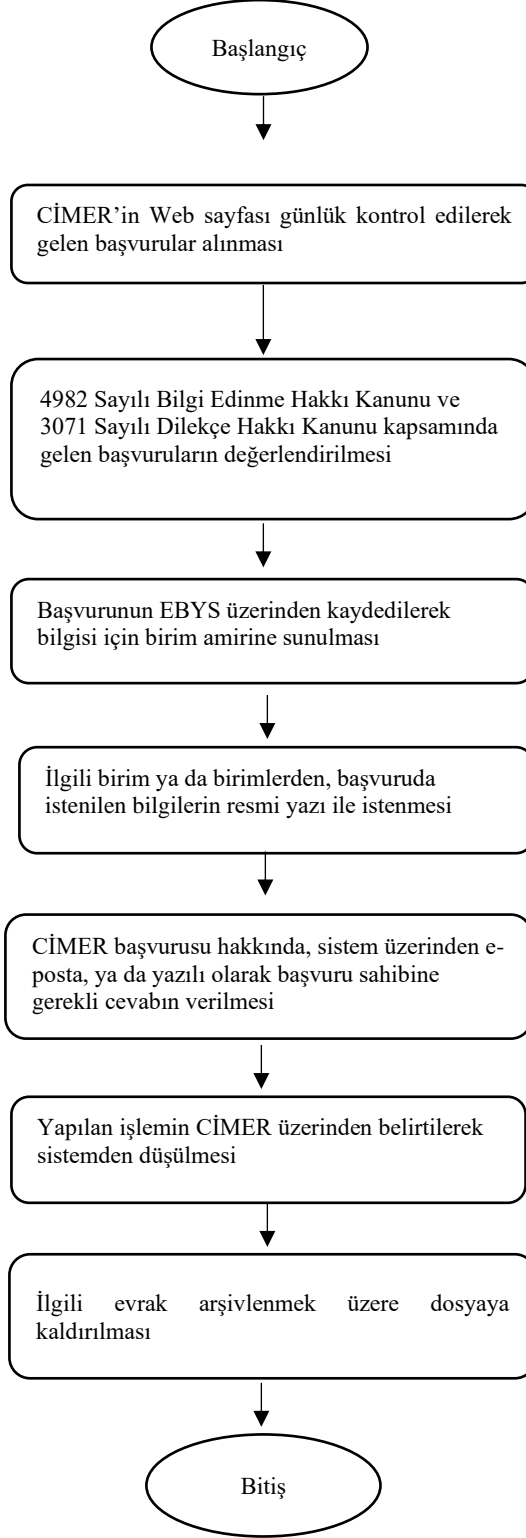 Başlangıç
CİMER’in Web sayfası günlük kontrol edilerek
gelen başvurular alınması
4982 Sayılı Bilgi Edinme Hakkı Kanunu ve
3071 Sayılı Dilekçe Hakkı Kanunu kapsamında
gelen başvuruların değerlendirilmesi
Başvurunun EBYS üzerinden kaydedilerek
bilgisi için birim amirine sunulması
İlgili birim ya da birimlerden, başvuruda
istenilen bilgilerin resmi yazı ile istenmesi
CİMER başvurusu hakkında, sistem üzerinden e-
posta, ya da yazılı olarak başvuru sahibine
gerekli cevabın verilmesi
Yapılan işlemin CİMER üzerinden belirtilerek
sistemden düşülmesi
İlgili evrak arşivlenmek üzere dosyaya
kaldırılması
Bitiş